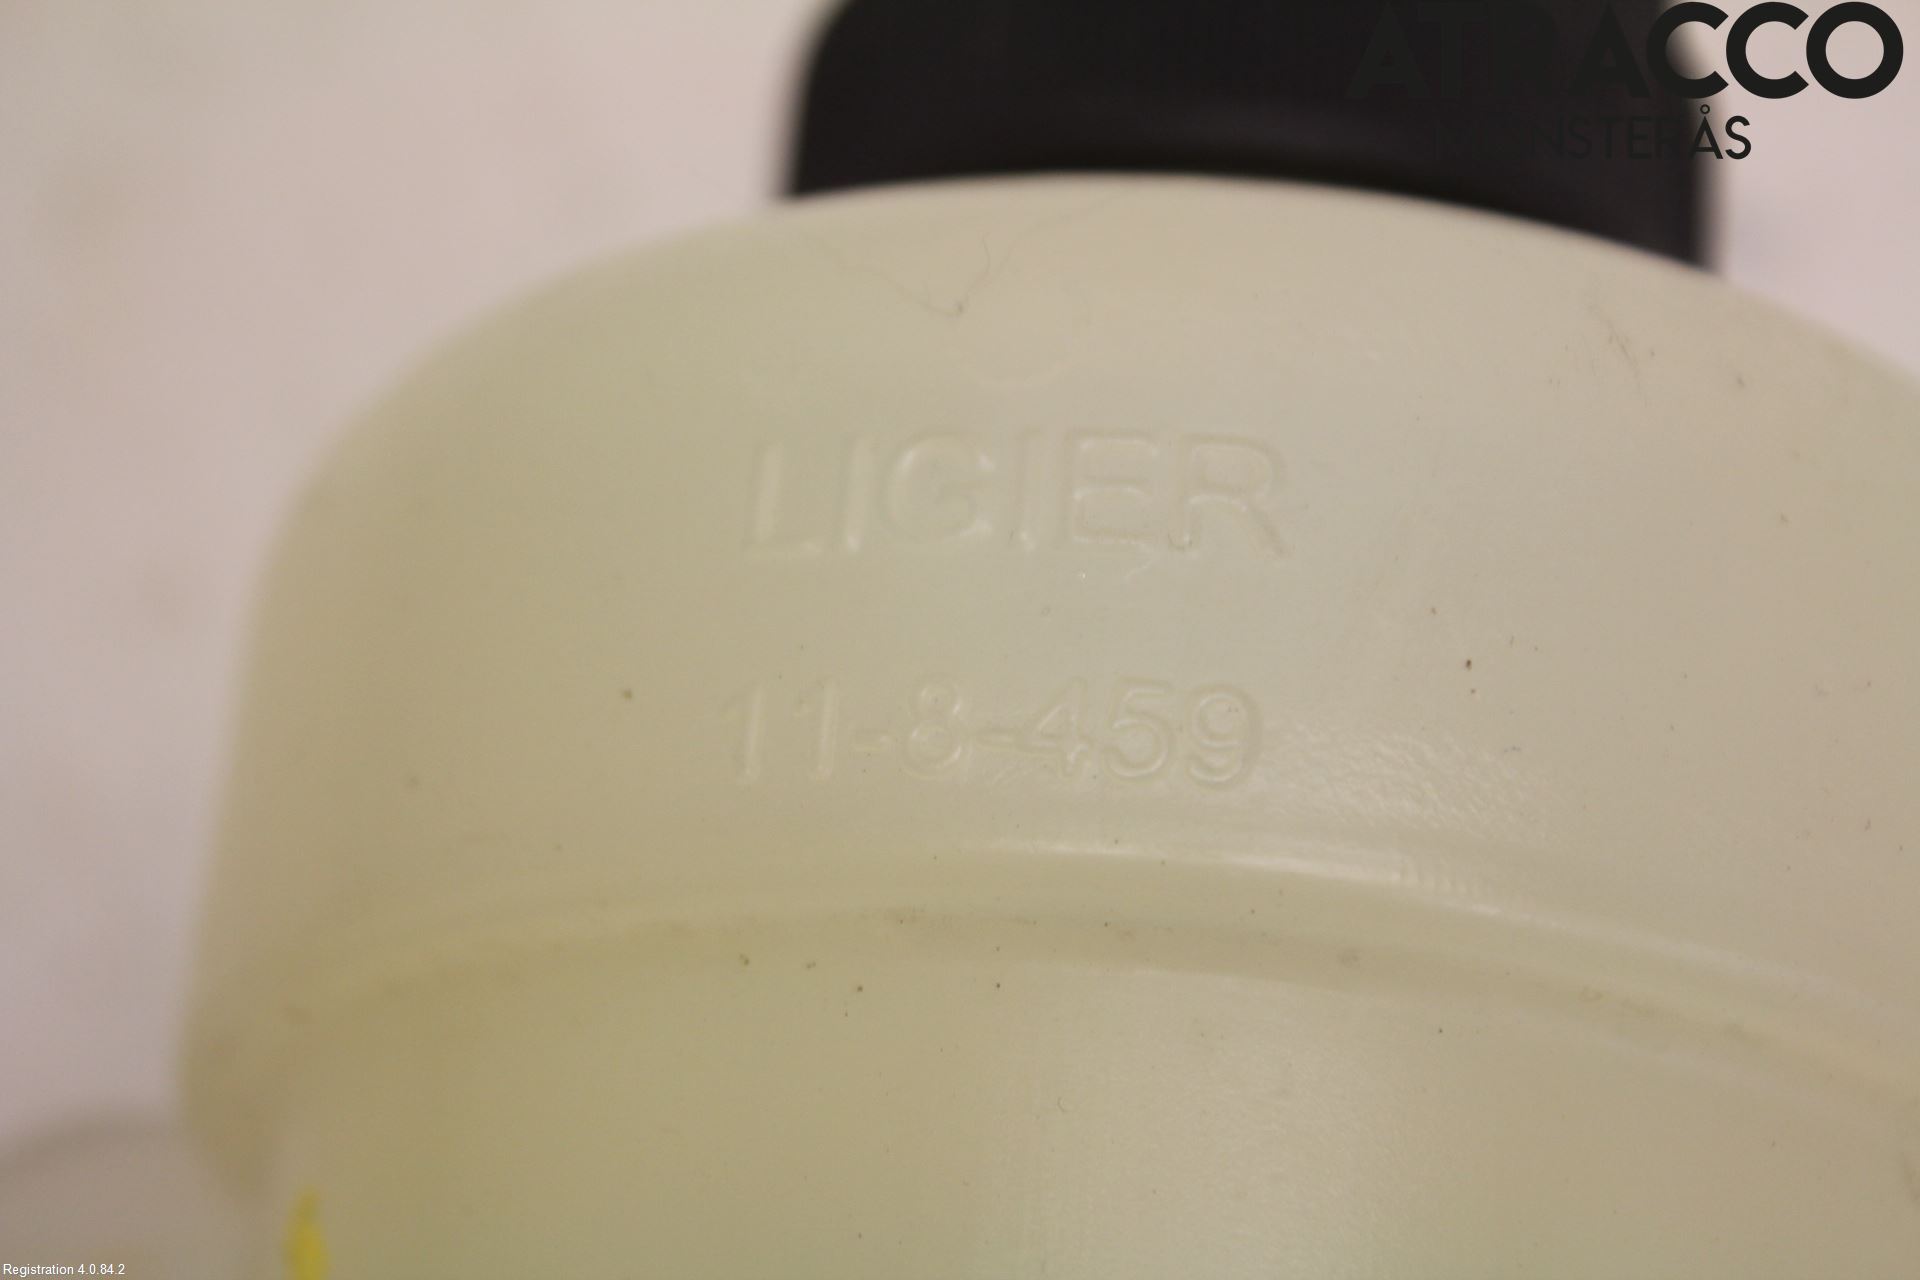 ATRACCO
MÖNSTERÅS
LIGIER
11-8-459
Registration 4.0.84.2